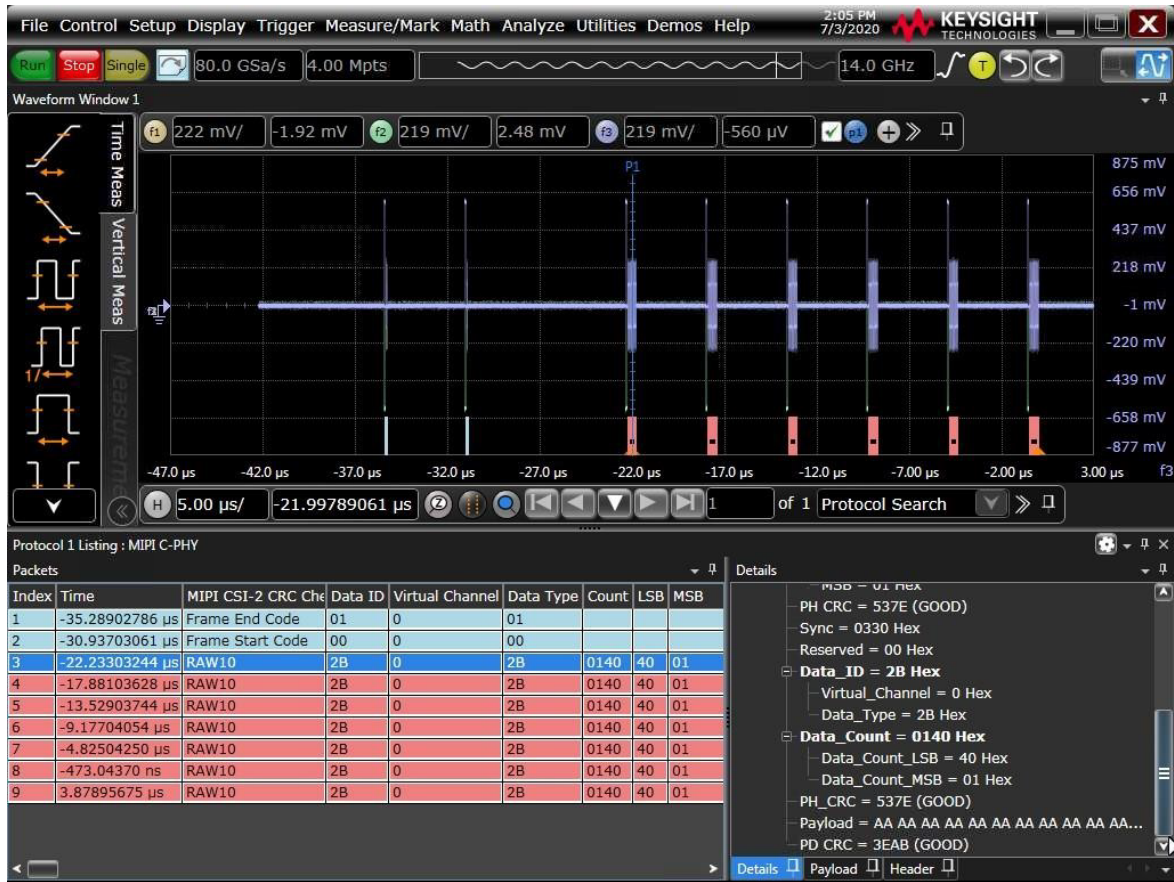 File Control Setup Display Trigger Measure/Mark Math Analyze Utilities Demos Help
2:05 PM
7/3/2020
KEYSIGHT
TECHNOLOGIES
X
Run Stop Single 80.0 GSa/s 4.00 Mpts 14.0 GHz T
Waveform Window 1
Time Meas
Vertical Meas
Measurements
f1 222 mV/ -1.92 mV f2 219 mV/ 2.48 mV f3 219 mV/ -560 µV p1
P1
875 mV
656 mV
437 mV
218 mV
-1 mV
-220 mV
-439 mV
-658 mV
-877 mV
1/
-47.0 µs -42.0 µs -37.0 µs -32.0 µs -27.0 µs -22.0 µs -17.0 µs -12.0 µs -7.00 µs -2.00 µs 3.00 µs f3
H 5.00 µs/ -21.99789061 µs 1 of 1 Protocol Search
Protocol 1 Listing : MIPI C-PHY
Packets
Index Time MIPI CSI-2 CRC Che Data ID Virtual Channel Data Type Count LSB MSB
1 -35.28902786 µs Frame End Code 01 0 01
2 -30.93703061 µs Frame Start Code 00 0 00
3 -22.23303244 µs RAW10 2B 0 2B 0140 40 01
4 -17.88103628 µs RAW10 2B 0 2B 0140 40 01
5 -13.52903744 µs RAW10 2B 0 2B 0140 40 01
6 -9.17704054 µs RAW10 2B 0 2B 0140 40 01
7 -4.82504250 µs RAW10 2B 0 2B 0140 40 01
8 -473.04370 ns RAW10 2B 0 2B 0140 40 01
9 3.87895675 µs RAW10 2B 0 2B 0140 40 01
Details
MSB = 01 Hex
PH CRC = 537E (GOOD)
Sync = 0330 Hex
Reserved = 00 Hex
Data_ID = 2B Hex
Virtual_Channel = 0 Hex
Data_Type = 2B Hex
Data_Count = 0140 Hex
Data_Count_LSB = 40 Hex
Data_Count_MSB = 01 Hex
PH_CRC = 537E (GOOD)
Payload = AA AA AA AA AA AA AA AA AA AA AA...
PD CRC = 3EAB (GOOD)
Details Payload Header